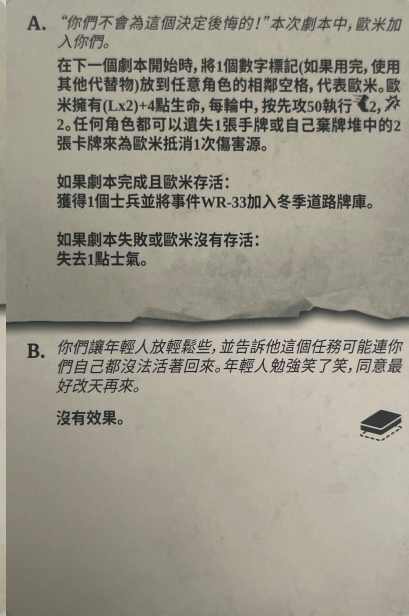 A. “你們不會為這個決定後悔的！”本次劇本中，歐米加
入你們。
在下一個劇本開始時，將1個數字標記(如果用完，使用
其他代替物)放到任意角色的相鄰空格，代表歐米。歐
米擁有(Lx2)+4點生命，每輪中，按先攻50執行 2，
2。任何角色都可以遺失1張手牌或自己棄牌堆中的2
張卡牌來為歐米抵消1次傷害源。
如果劇本完成且歐米存活：
獲得1個士兵並將事件WR-33加入冬季道路牌庫。
如果劇本失敗或歐米沒有存活：
失去1點士氣。
B. 你們讓年輕人放輕鬆些，並告訴他這個任務可能連你
們自己都沒法活著回來。年輕人勉強笑了笑，同意最
好改天再來。
沒有效果。